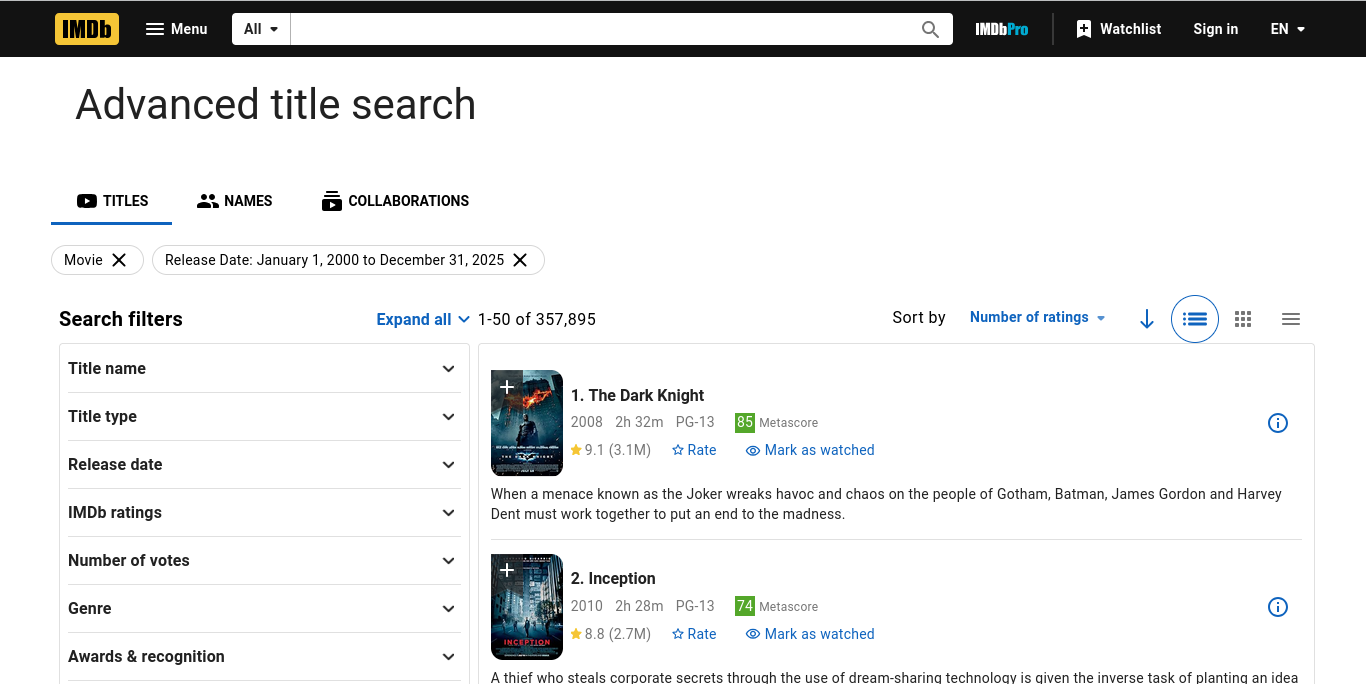 IMDb Menu All IMDbPro Watchlist Sign in EN
Advanced title search
TITLES NAMES COLLABORATIONS
Movie Release Date: January 1, 2000 to December 31, 2025
Search filters Expand all 1-50 of 357,895 Sort by Number of ratings
Title name
Title type
Release date
IMDb ratings
Number of votes
Genre
Awards & recognition
1. The Dark Knight
2008 2h 32m PG-13 85 Metascore
9.1 (3.1M) Rate Mark as watched
When a menace known as the Joker wreaks havoc and chaos on the people of Gotham, Batman, James Gordon and Harvey
Dent must work together to put an end to the madness.
2. Inception
2010 2h 28m PG-13 74 Metascore
8.8 (2.7M) Rate Mark as watched
INCEPTION
A thief who steals corporate secrets through the use of dream-sharing technology is given the inverse task of planting an idea